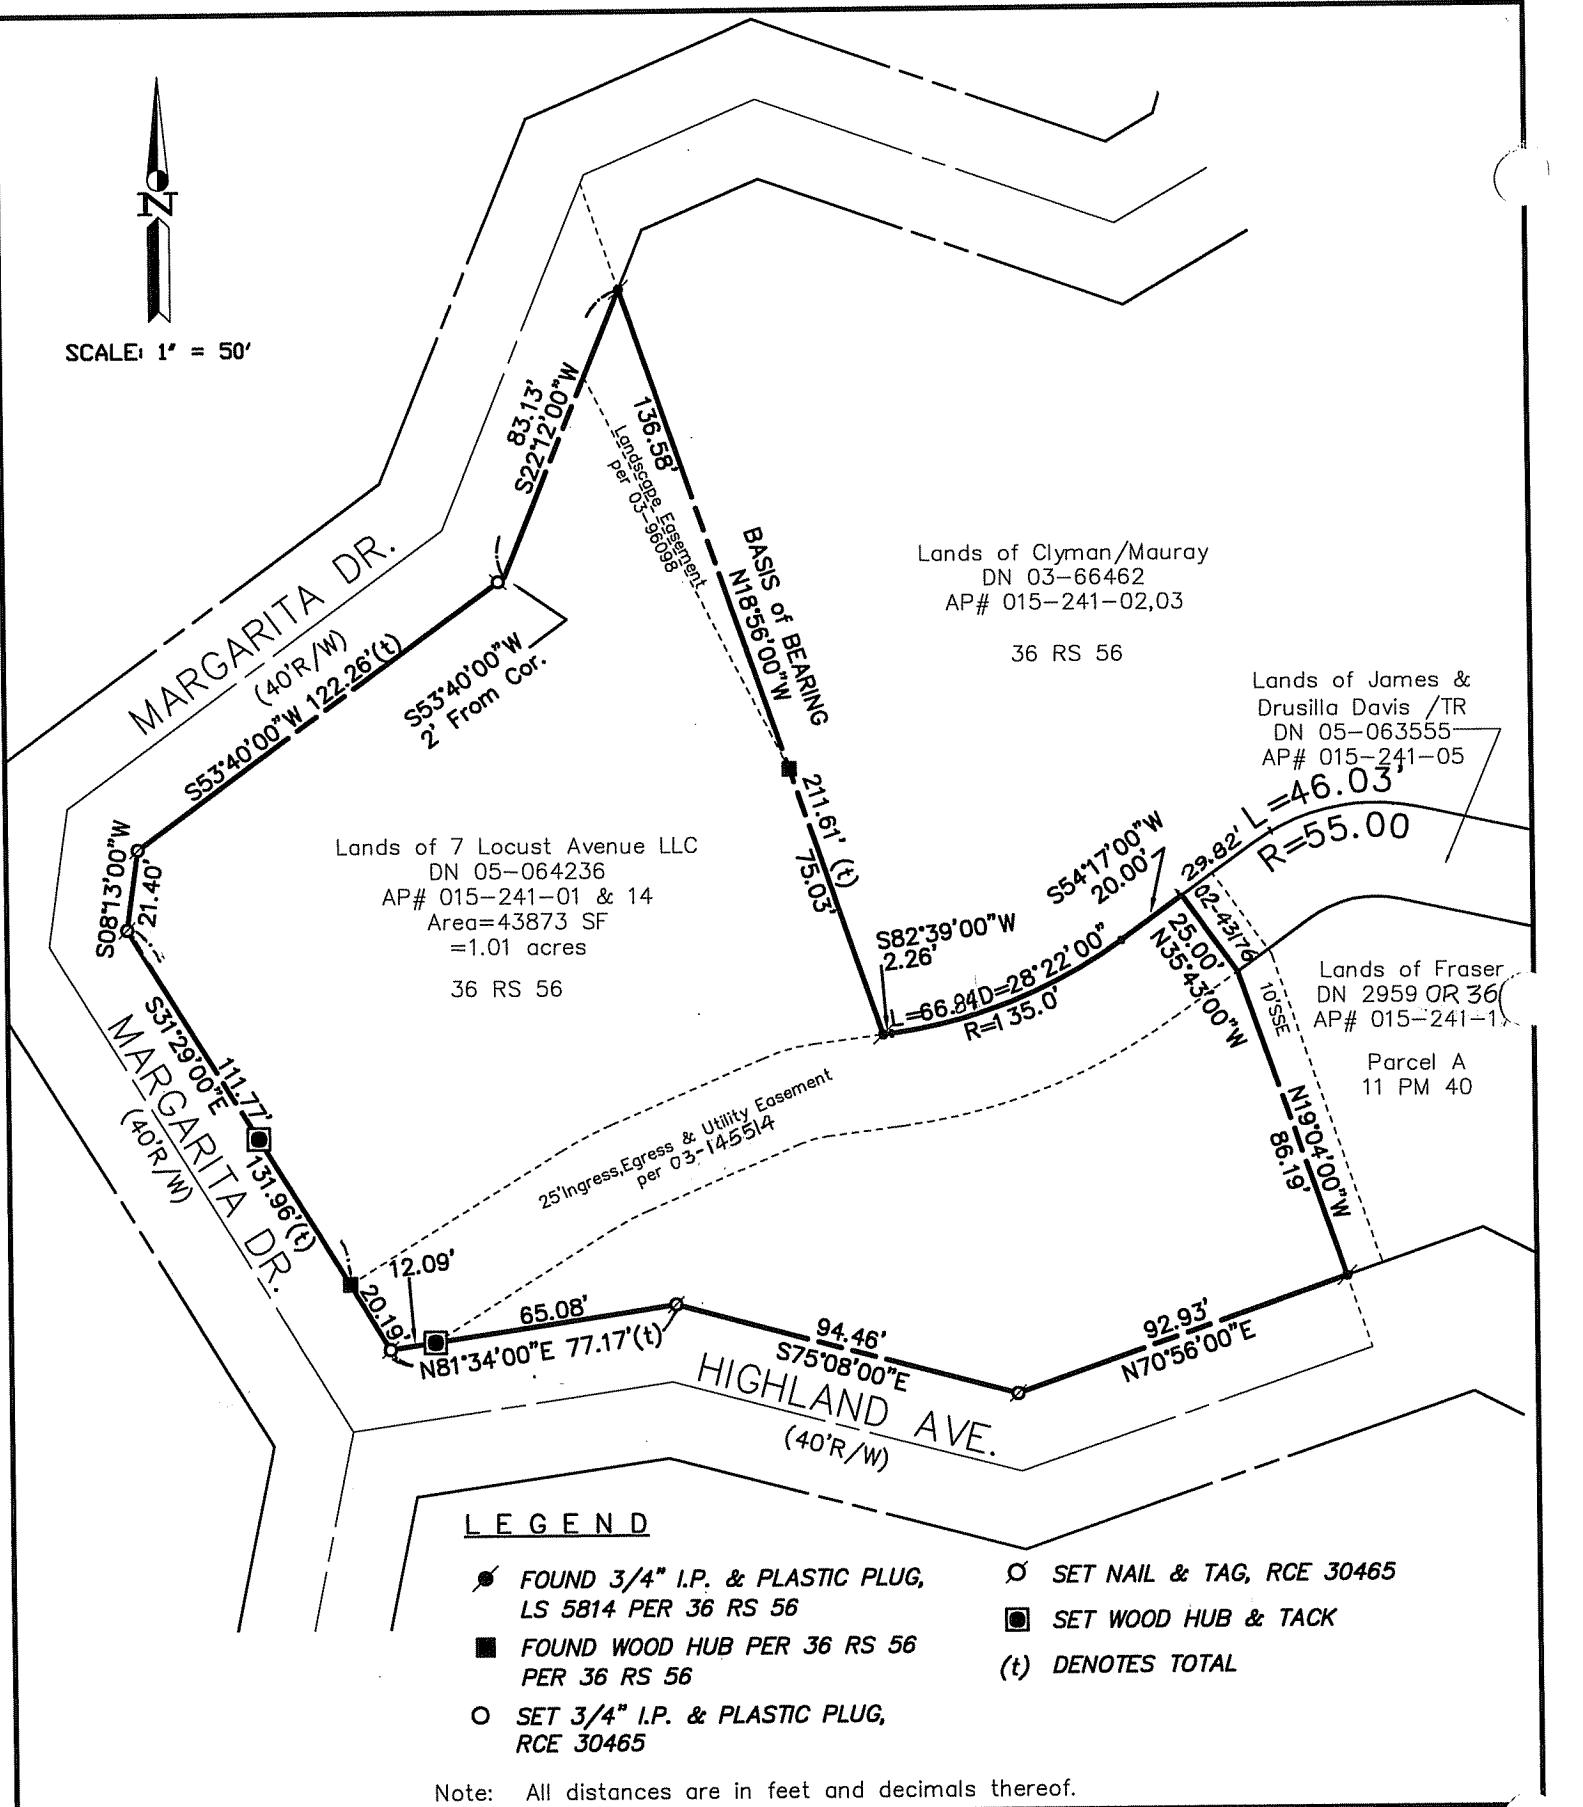 N
SCALE: 1" = 50'
83.13'
S22°12'00"W
136.58'
Landscape Easement
per 03-96098
BASIS of BEARING
N18°56'00"W
MARGARITA DR.
(40'R/W)
S53°40'00"W 122.26'(t)
S53°40'00"W
2' From Cor.
Lands of Clyman/Mauray
DN 03-66462
AP# 015-241-02,03
36 RS 56
Lands of James &
Drusilla Davis /TR
DN 05-063555
AP# 015-241-05
L=46.03'
R=55.00
29.82'
02-43176
S54°17'00"W
20.00'
211.61' (t)
75.03'
S08°13'00"W
21.40'
Lands of 7 Locust Avenue LLC
DN 05-064236
AP# 015-241-01 & 14
Area=43873 SF
=1.01 acres
36 RS 56
S82°39'00"W
2.26'
L=66.84 D=28°22'00"
R=135.0'
25.00'
N35°43'00"W
10'SSE
Lands of Fraser
DN 2959 OR 36
AP# 015-241-1
Parcel A
11 PM 40
S31°29'00"E
111.77'
131.96'(t)
MARGARITA DR.
(40'R/W)
25'Ingress,Egress & Utility Easement
per 03-145514
N19°04'00"W
86.19'
12.09'
20.19'
65.08'
N81°34'00"E 77.17'(t)
94.46'
S75°08'00"E
92.93'
N70°56'00"E
HIGHLAND AVE.
(40'R/W)
LEGEND
FOUND 3/4" I.P. & PLASTIC PLUG,
LS 5814 PER 36 RS 56
FOUND WOOD HUB PER 36 RS 56
PER 36 RS 56
SET 3/4" I.P. & PLASTIC PLUG,
RCE 30465
SET NAIL & TAG, RCE 30465
SET WOOD HUB & TACK
(t) DENOTES TOTAL
Note: All distances are in feet and decimals thereof.